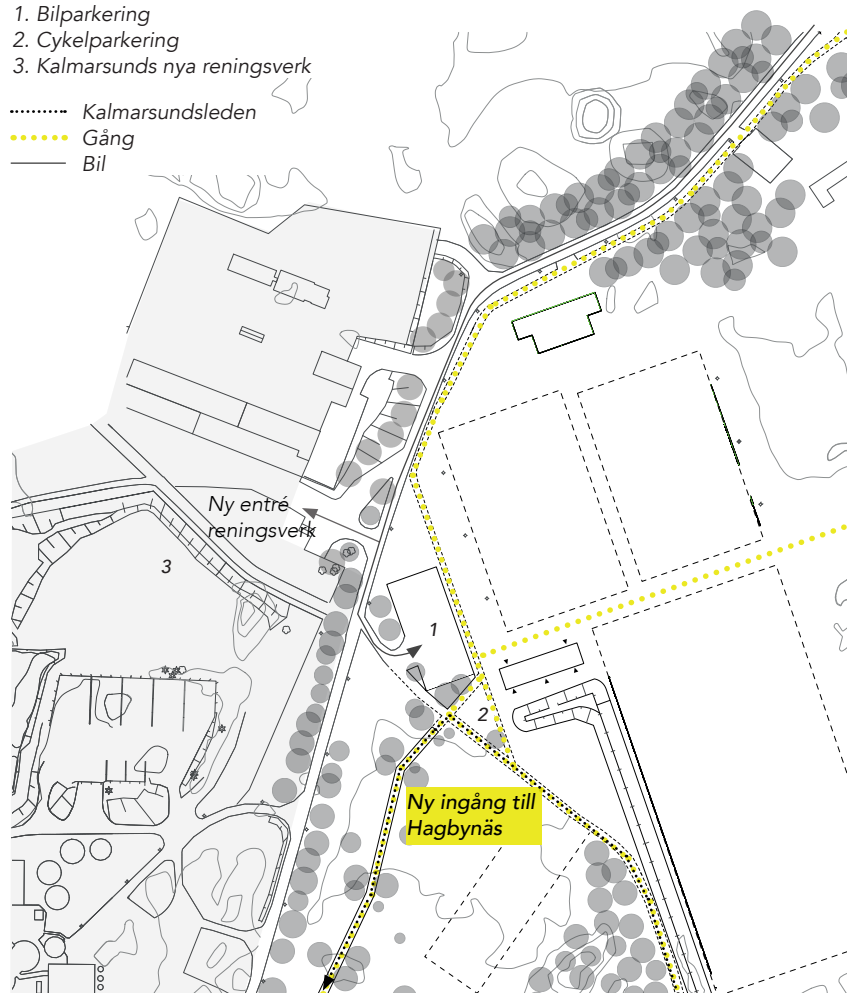 1. Bilparkering
2. Cykelparkering
3. Kalmarsunds nya reningsverk
Kalmarsundsleden
Gång
Bil
Ny entré
reningsverk
3
1
2
Ny ingång till
Hagbynäs